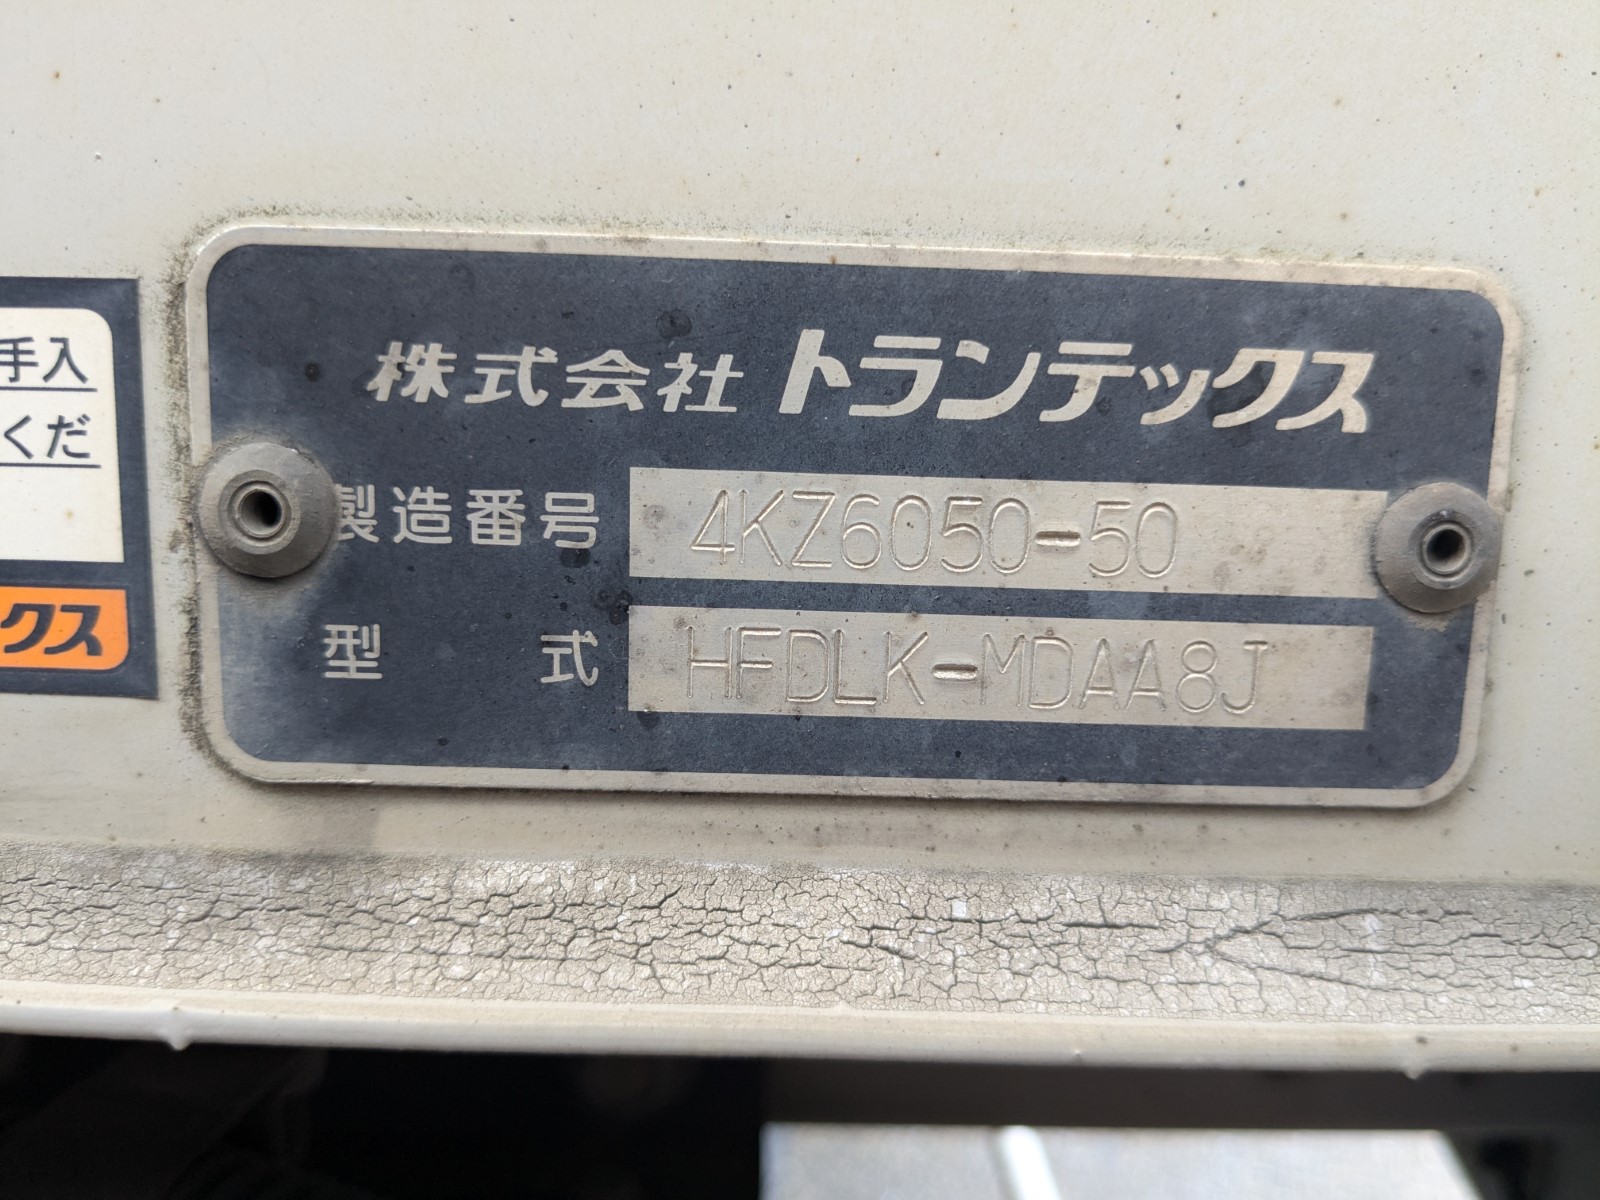 手入
くだ
クス
株式会社トランテックス
製造番号 4KZ6050-50
型式 HFDLK-MDAA8J